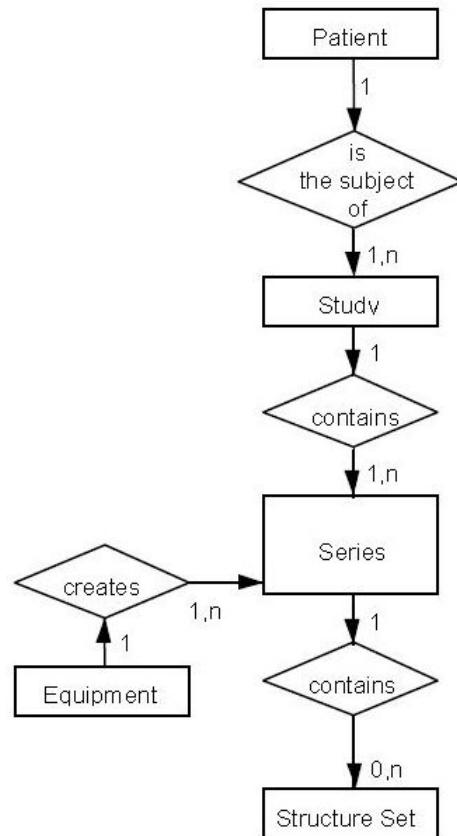 Patient
1
is
the subject
of
1,n
Study
1
contains
1,n
Series
creates
1,n
1
1
Equipment
contains
0,n
Structure Set